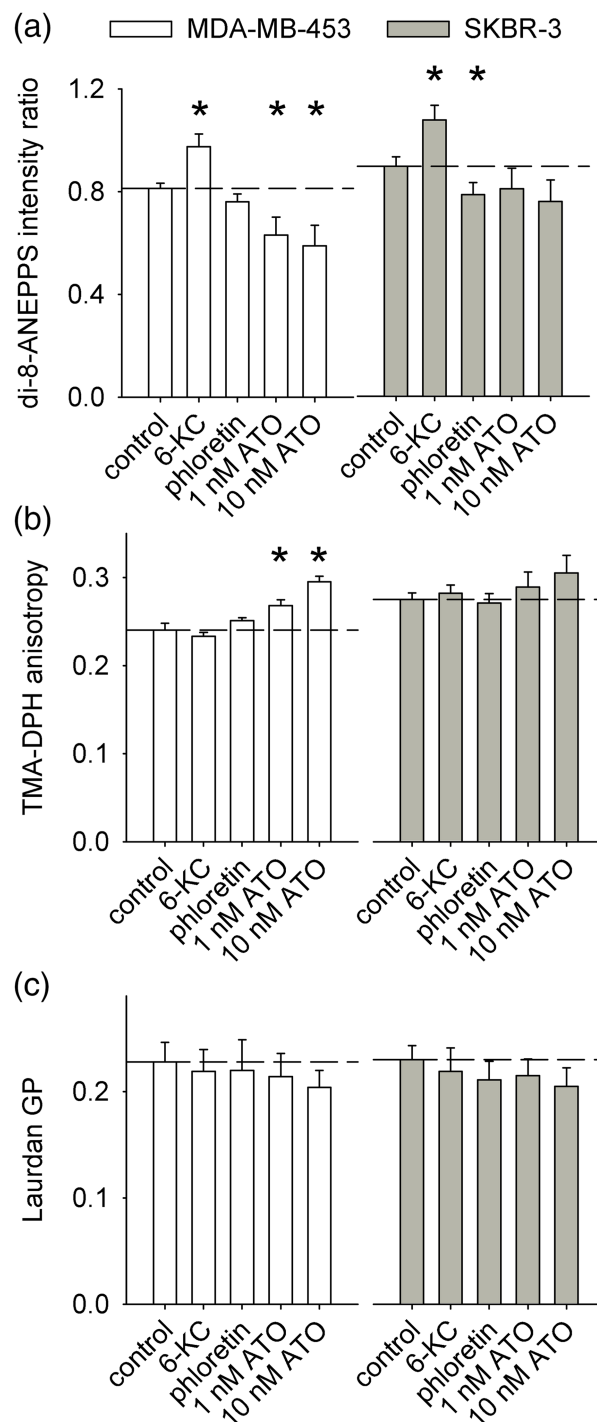 (a) MDA-MB-453 SKBR-3
di-8-ANEPPS intensity ratio
1.2
0.8
0.4
0.0
* * * * *
control 6-KC phloretin 1 nM ATO 10 nM ATO control 6-KC phloretin 1 nM ATO 10 nM ATO
(b)
TMA-DPH anisotropy
0.3
0.2
0.1
0.0
* *
control 6-KC phloretin 1 nM ATO 10 nM ATO control 6-KC phloretin 1 nM ATO 10 nM ATO
(c)
Laurdan GP
0.2
0.1
0.0
control 6-KC phloretin 1 nM ATO 10 nM ATO control 6-KC phloretin 1 nM ATO 10 nM ATO